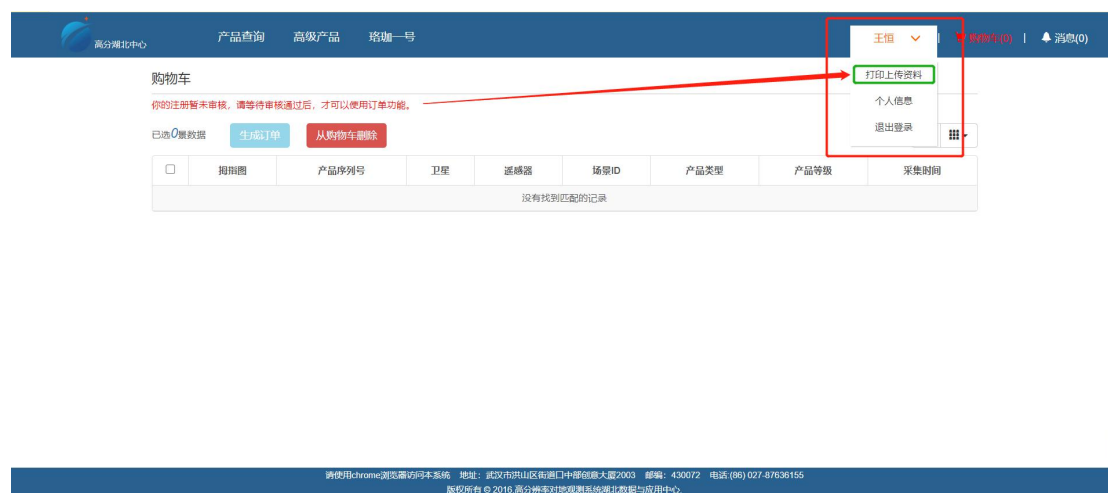 高分湖北中心 产品查询 高级产品 珞珈一号 王恒 | 购物车(0) | 消息(0)
购物车
打印上传资料
你的注册暂未审核，请等待审核通过后，才可以使用订单功能。
个人信息
已选0景数据 生成订单 从购物车删除
退出登录
拇指图 产品序列号 卫星 遥感器 场景ID 产品类型 产品等级 采集时间
没有找到匹配的记录
请使用chrome浏览器访问本系统 地址：武汉市洪山区街道口中部创意大厦2003 邮编：430072 电话:(86) 027-87636155
版权所有 © 2016 高分辨率对地观测系统湖北数据与应用中心